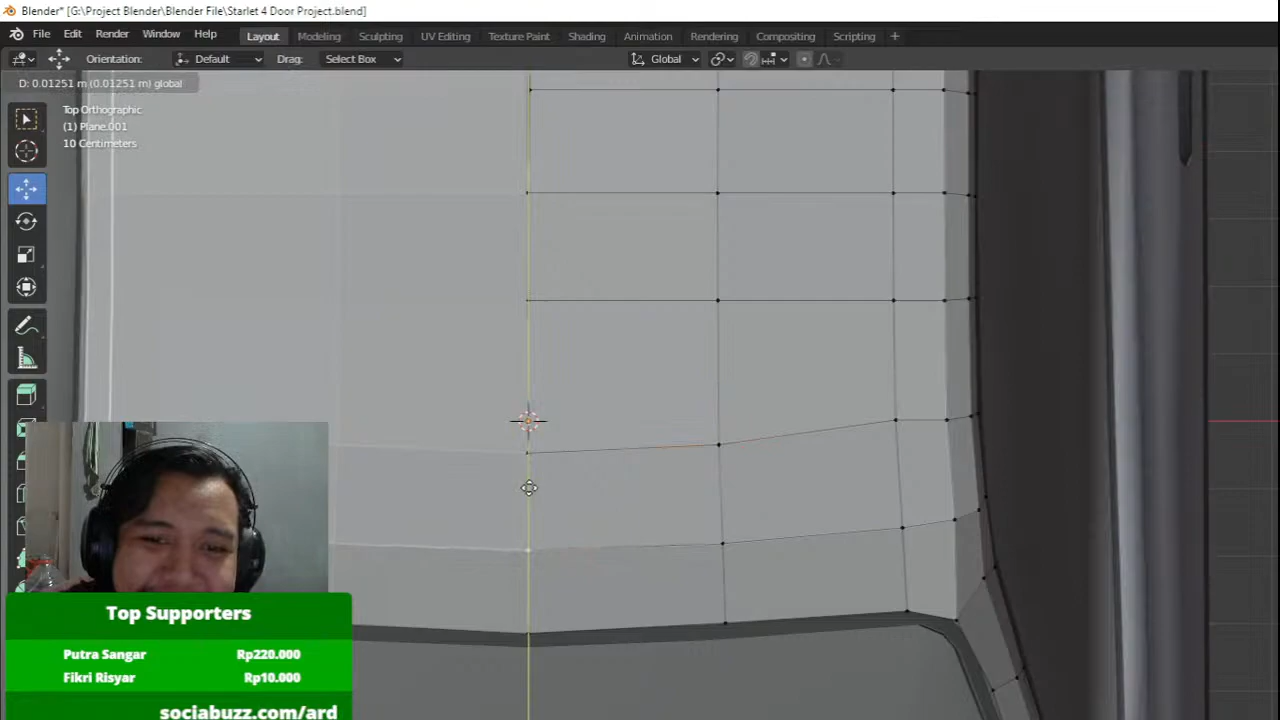 Blender* [G:\Project Blender\Blender File\Starlet 4 Door Project.blend]
File Edit Render Window Help Layout Modeling Sculpting UV Editing Texture Paint Shading Animation Rendering Compositing Scripting +
Orientation: Default Drag: Select Box Global
D: 0.01251 m (0.01251 m) global
Top Orthographic
(1) Plane.001
10 Centimeters
Top Supporters
Putra Sangar Rp220.000
Fikri Risyar Rp10.000
sociabuzz.com/ard